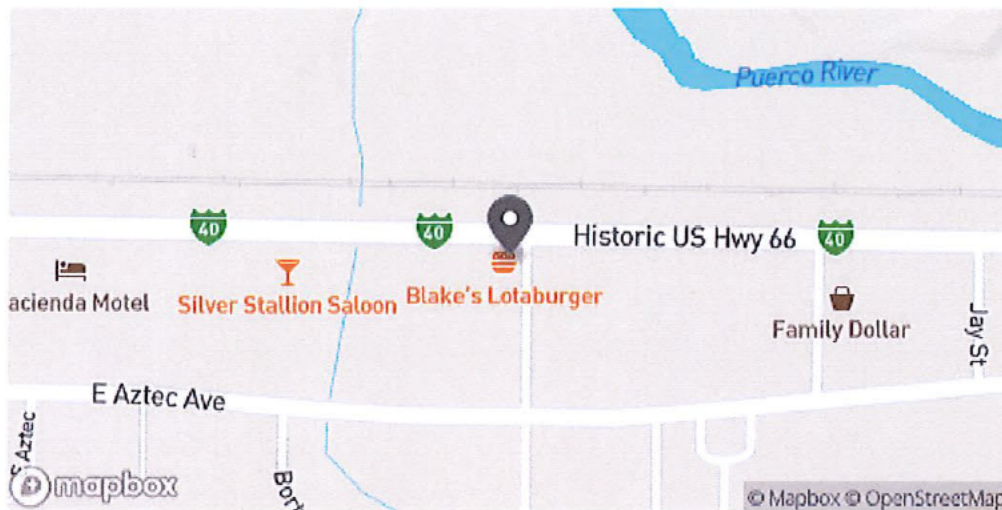 Puerco River
40
40
Historic US Hwy 66
40
acienda Motel
Silver Stallion Saloon
Blake's Lotaburger
Family Dollar
Jay St
E Aztec Ave
Aztec
Bort
mapbox
© Mapbox © OpenStreetMap